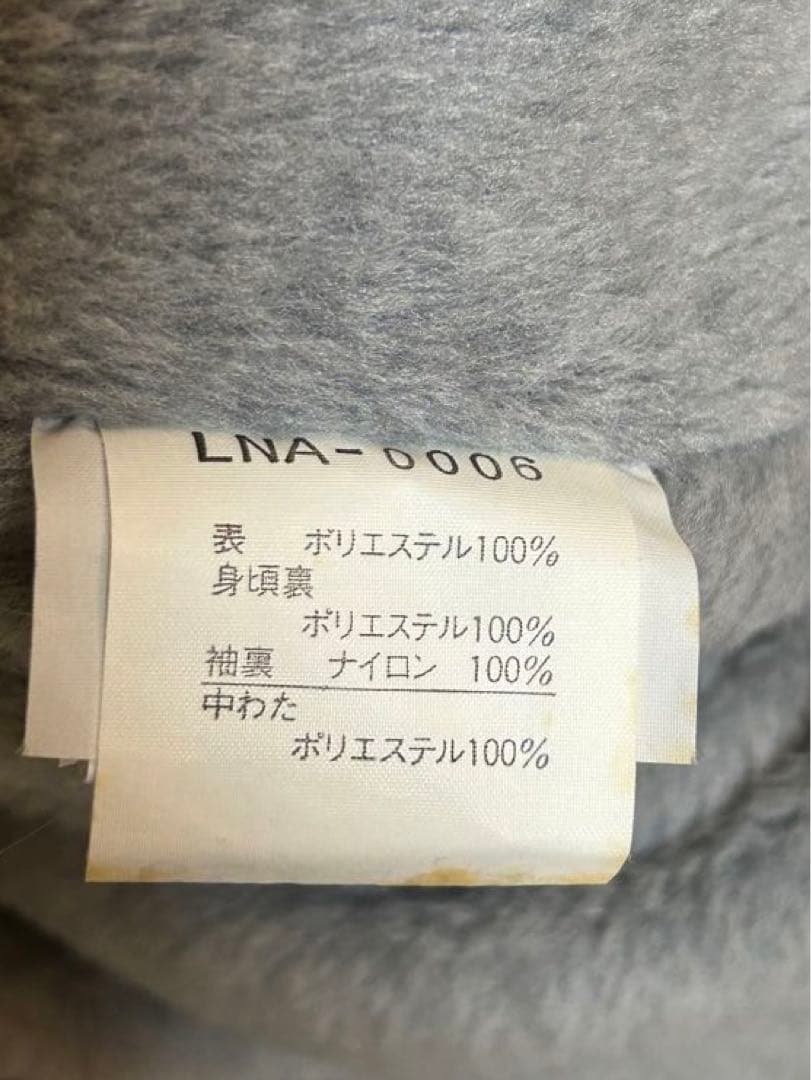 LNA-0006
表 ポリエステル100%
身頃裏
ポリエステル100%
袖裏 ナイロン 100%
中わた
ポリエステル100%